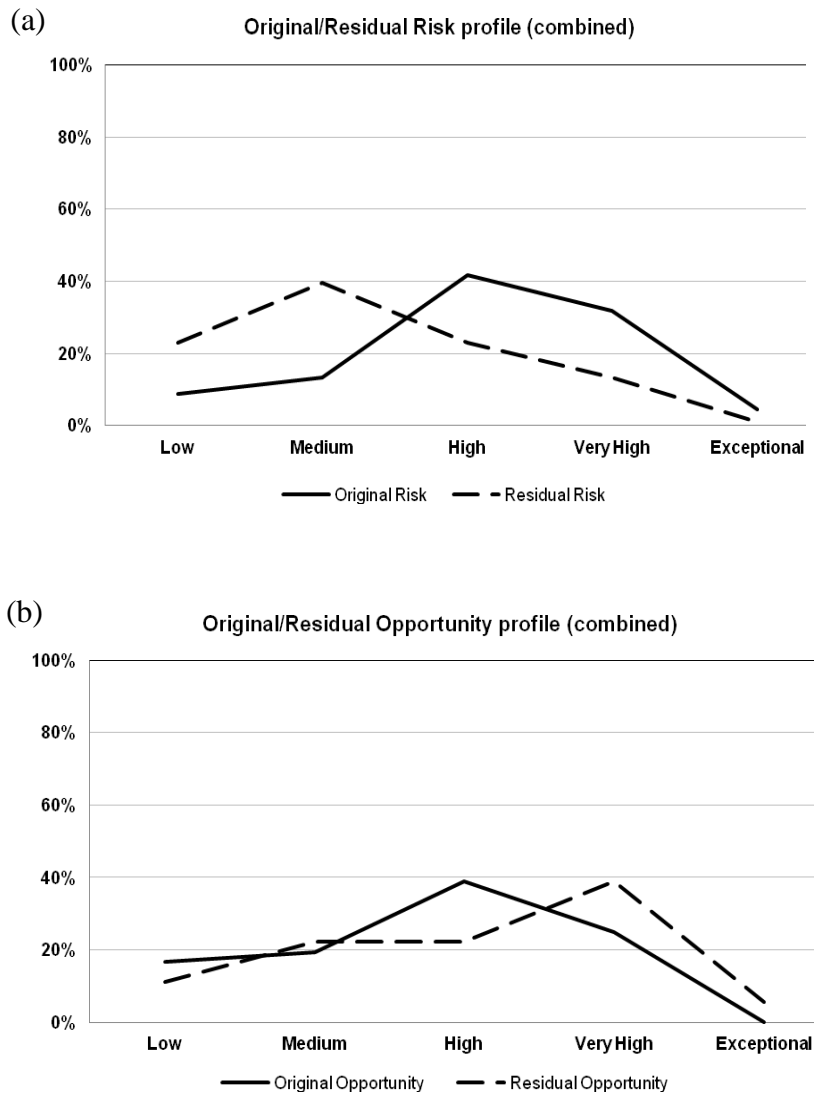 (a)
Original/Residual Risk profile (combined)
100%
80%
60%
40%
20%
0%
Low Medium High Very High Exceptional
Original Risk Residual Risk
(b)
Original/Residual Opportunity profile (combined)
100%
80%
60%
40%
20%
0%
Low Medium High Very High Exceptional
Original Opportunity Residual Opportunity